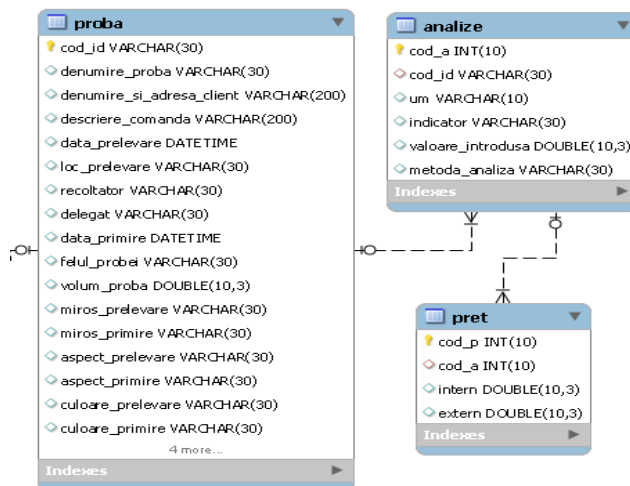 proba
cod_id VARCHAR(30)
denumire_proba VARCHAR(30)
denumire_si_adresa_client VARCHAR(200)
descriere_comanda VARCHAR(200)
data_prelevare DATETIME
loc_prelevare VARCHAR(30)
recoltator VARCHAR(30)
delegat VARCHAR(30)
data_primire DATETIME
felul_probei VARCHAR(30)
volum_proba DOUBLE(10,3)
miros_prelevare VARCHAR(30)
miros_primire VARCHAR(30)
aspect_prelevare VARCHAR(30)
aspect_primire VARCHAR(30)
culoare_prelevare VARCHAR(30)
culoare_primire VARCHAR(30)
4 more...
Indexes
analize
cod_a INT(10)
cod_id VARCHAR(30)
um VARCHAR(10)
indicator VARCHAR(30)
valoare_introdusa DOUBLE(10,3)
metoda_analiza VARCHAR(30)
Indexes
pret
cod_p INT(10)
cod_a INT(10)
intern DOUBLE(10,3)
extern DOUBLE(10,3)
Indexes